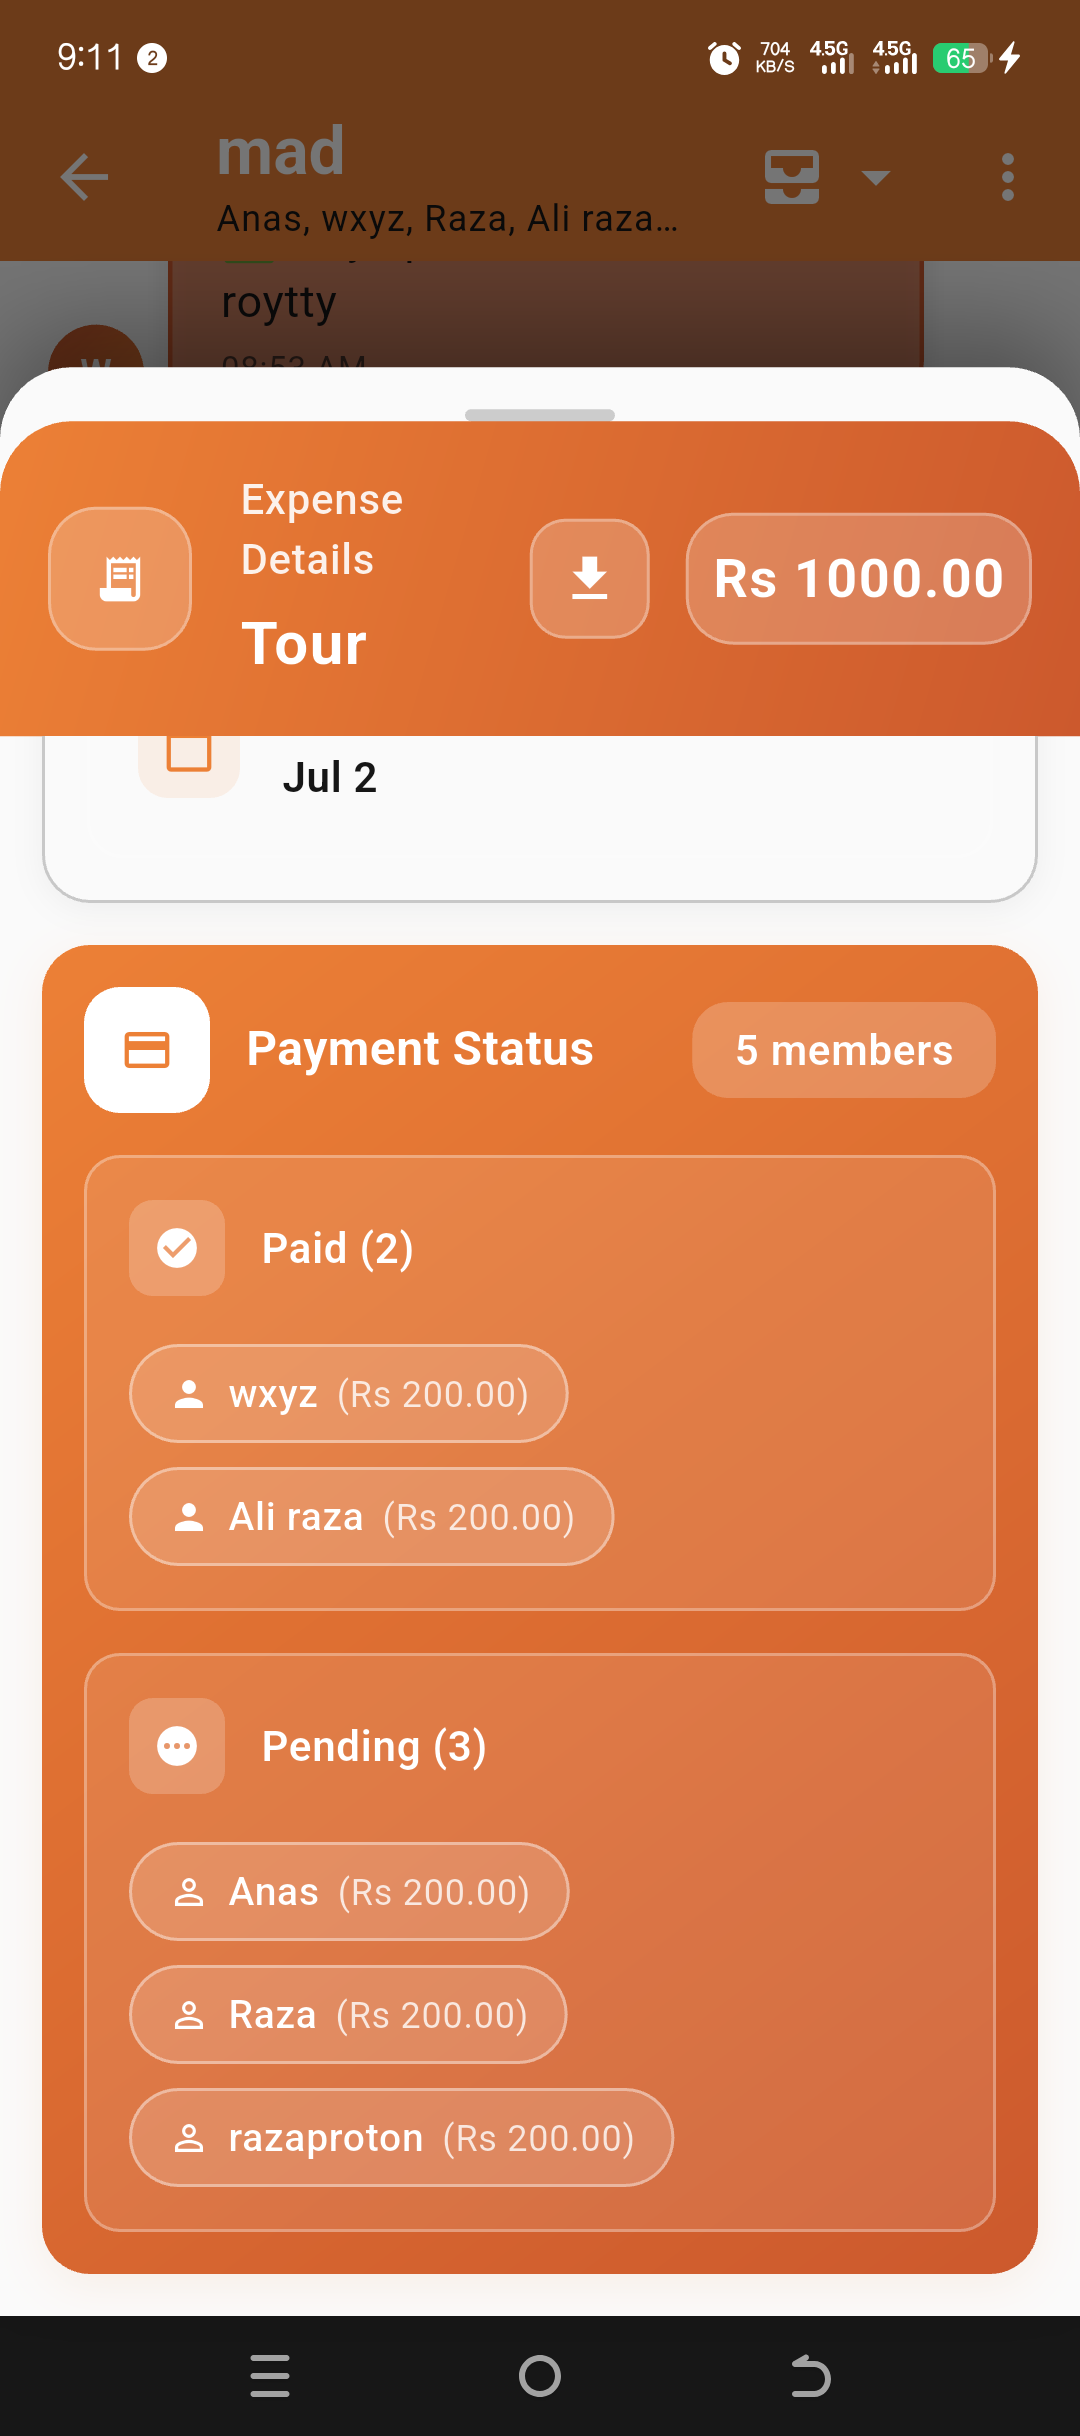 9:11 2 704 KB/S 4.5G 4.5G 65
mad
Anas, wxyz, Raza, Ali raza...
roytty
08:53 AM
Expense
Details
Tour
Rs 1000.00
Jul 2
Payment Status 5 members
Paid (2)
wxyz (Rs 200.00)
Ali raza (Rs 200.00)
Pending (3)
Anas (Rs 200.00)
Raza (Rs 200.00)
razaproton (Rs 200.00)